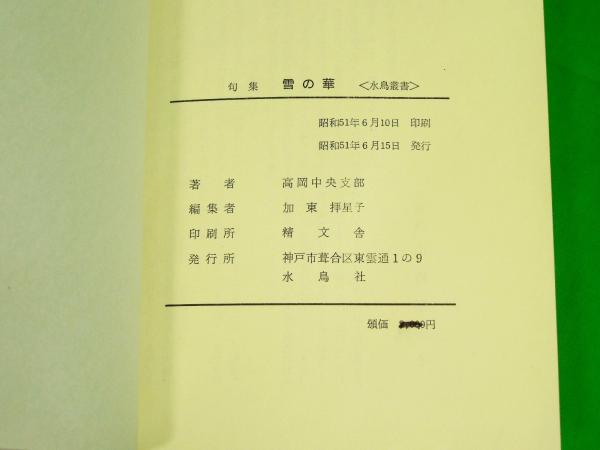 句集 雪の華 <水鳥叢書>
昭和51年6月10日 印刷
昭和51年6月15日 発行
著者 高岡中央支部
編集者 加東拝星子
印刷所 精文舎
発行所 神戸市葺合区東雲通1の9
水鳥社
頒価 円